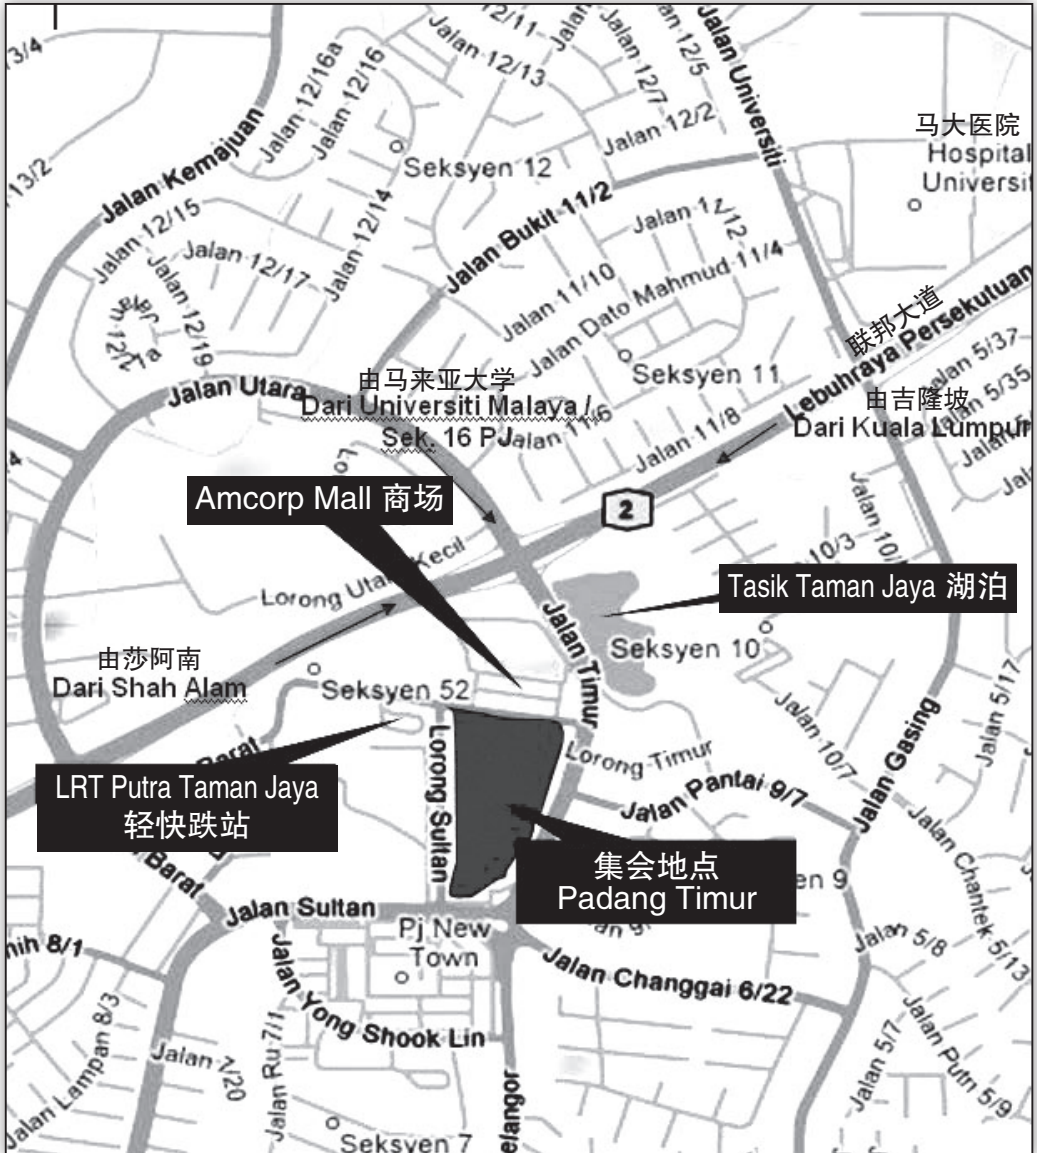 13/4
12/11
Jalan
Jalan 12/5
Jalan Universiti
Jalan 12/16a
Jalan 12/16
Jalan 12/13
Jalan 12/7
Jalan 12/2
马大医院
Hospital
Universit
13/2
Jalan Kemajuan
Seksyen 12
Jalan 12/15
Jalan 12/14
Jalan Bukit 11/2
Jalan 12/17
Jalan 12/19
Jalan 11/10
Jalan Dato Mahmud 11/4
联邦大道
Lebuhraya Persekutuan
Jalan 5/37
Jalan 5/35
Seksyen 11
Jalan Utara
由马来亚大学
Dari Universiti Malaya /
Sek. 16 PJ
Jalan 11/6
Jalan 11/8
由吉隆坡
Dari Kuala Lumpur
Amcorp Mall 商场
2
Lorong Utara Kecil
10/3
Tasik Taman Jaya 湖泊
Jalan Timur
Seksyen 10
由莎阿南
Dari Shah Alam
Seksyen 52
Jalan 5/17
Jalan 10/7
Jalan Gasing
Lorong Timur
Barat
LRT Putra Taman Jaya
轻快跌站
Lorong Sultan
Jalan Pantai 9/7
集会地点
Padang Timur
en 9
Barat
Jalan Sultan
Pj New
Town
Jalan Chantek 5/13
Jalan 5/8
nih 8/1
Jalan Changgai 6/22
Jalan Yong Shook Lin
Jalan Lampan 8/3
Jalan 7/20
Jalan Ru 7/1
Jalan 5/7
Jalan Putri 5/9
elangor
Seksyen 7